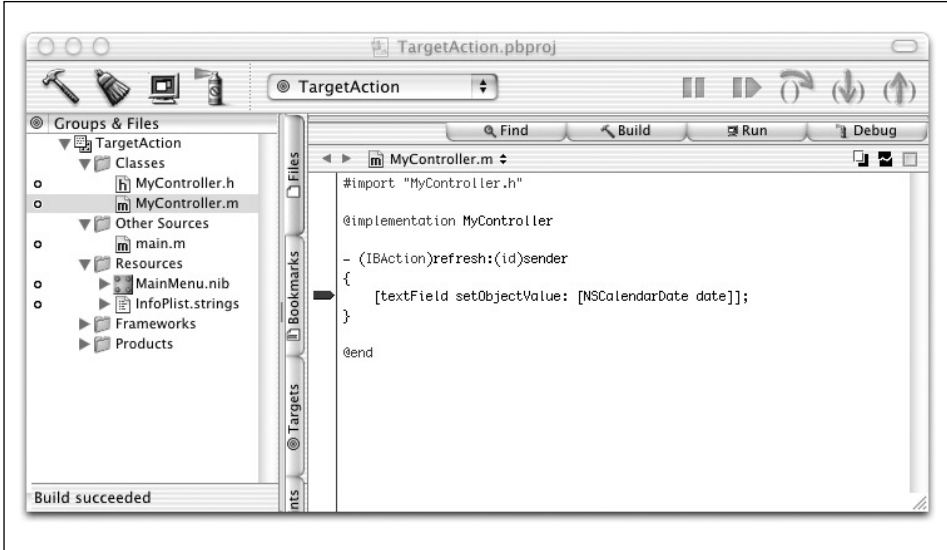 TargetAction.pbproj
TargetAction
Groups & Files
TargetAction
Classes
MyController.h
MyController.m
Other Sources
main.m
Resources
MainMenu.nib
InfoPlist.strings
Frameworks
Products
Build succeeded
Files
Bookmarks
Targets
nts
Find
Build
Run
Debug
MyController.m
#import "MyController.h"
@implementation MyController
- (IBAction)refresh:(id)sender
{
[textField setObjectValue: [NSCalendarDate date]];
}
@end